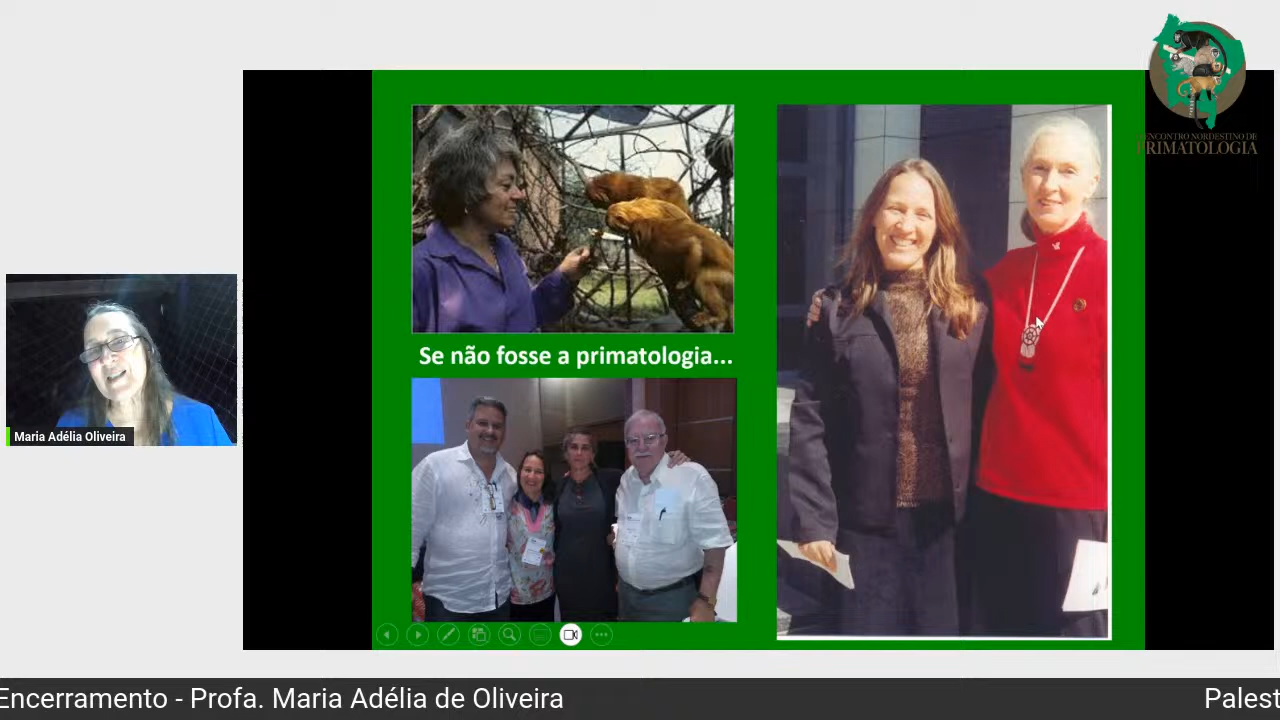 ENCONTRO NORDESTINO DE
PRIMATOLOGIA
Se não fosse a primatologia...
Maria Adélia Oliveira
Encerramento - Profa. Maria Adélia de Oliveira
Palest